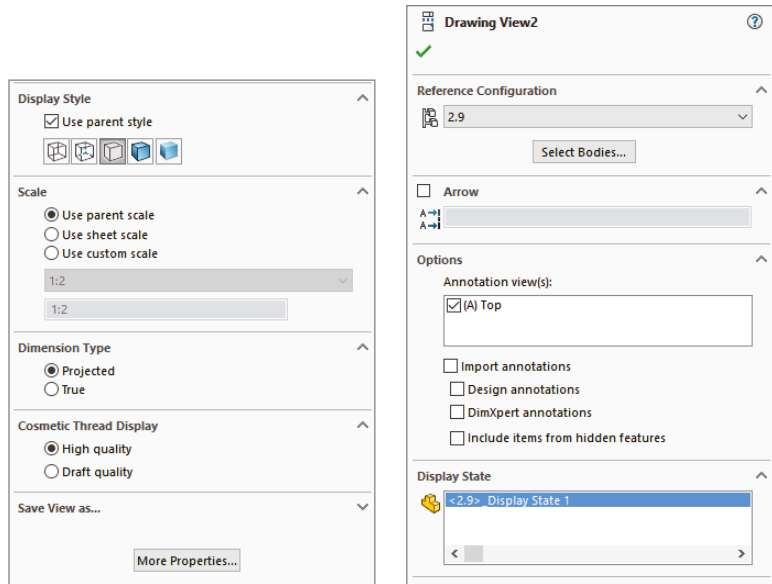 Display Style
Use parent style
Scale
Use parent scale
Use sheet scale
Use custom scale
1:2
1:2
Dimension Type
Projected
True
Cosmetic Thread Display
High quality
Draft quality
Save View as...
More Properties...
Drawing View2
?
Reference Configuration
2.9
Select Bodies...
Arrow
A
A
Options
Annotation view(s):
(A) Top
Import annotations
Design annotations
DimXpert annotations
Include items from hidden features
Display State
<2.9>_Display State 1